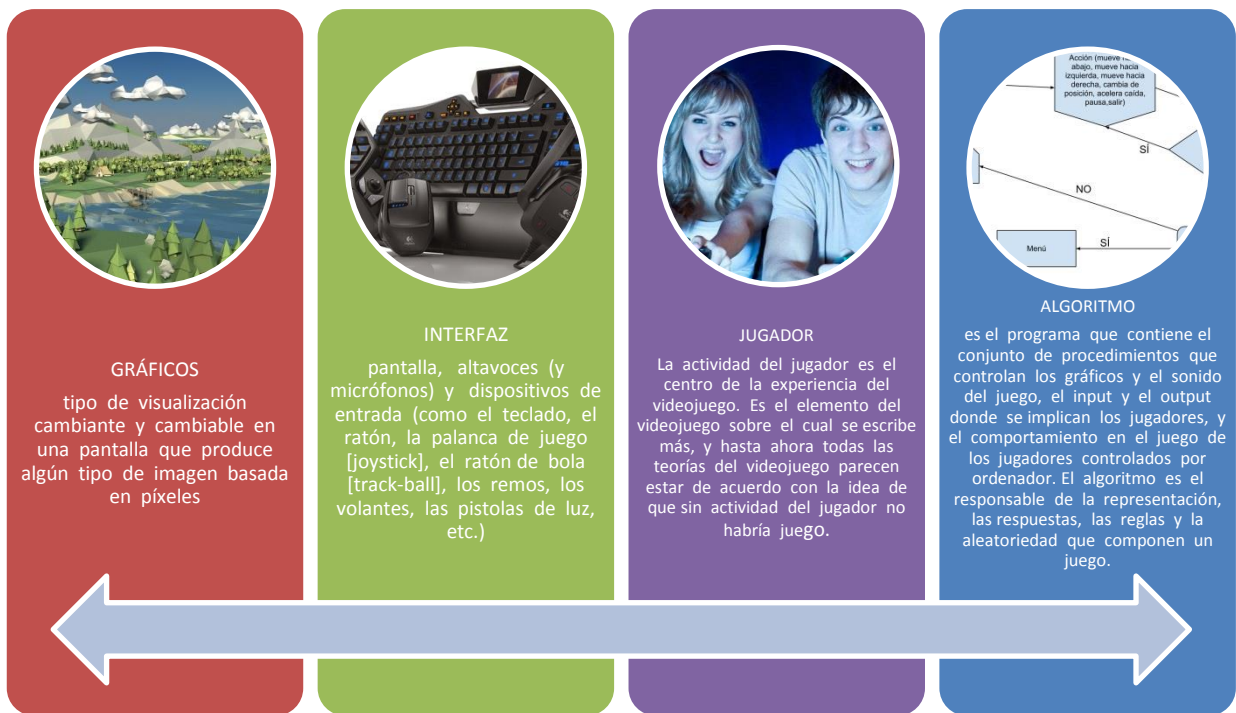 GRÁFICOS
tipo de visualización
cambiante y cambiable en
una pantalla que produce
algún tipo de imagen basada
en píxeles
INTERFAZ
pantalla, altavoces (y
micrófonos) y dispositivos de
entrada (como el teclado, el
ratón, la palanca de juego
[joystick], el ratón de bola
[track-ball], los remos, los
volantes, las pistolas de luz,
etc.)
JUGADOR
La actividad del jugador es el
centro de la experiencia del
videojuego. Es el elemento del
videojuego sobre el cual se escribe
más, y hasta ahora todas las
teorías del videojuego parecen
estar de acuerdo con la idea de
que sin actividad del jugador no
habría juego.
Acción (mueve
abajo, mueve hacia
izquierda, mueve hacia
derecha, cambia de
posición, acelera caída,
pausa,salir)
SÍ
NO
Menú
SÍ
ALGORITMO
es el programa que contiene el
conjunto de procedimientos que
controlan los gráficos y el sonido
del juego, el input y el output
donde se implican los jugadores, y
el comportamiento en el juego de
los jugadores controlados por
ordenador. El algoritmo es el
responsable de la representación,
las respuestas, las reglas y la
aleatoriedad que componen un
juego.